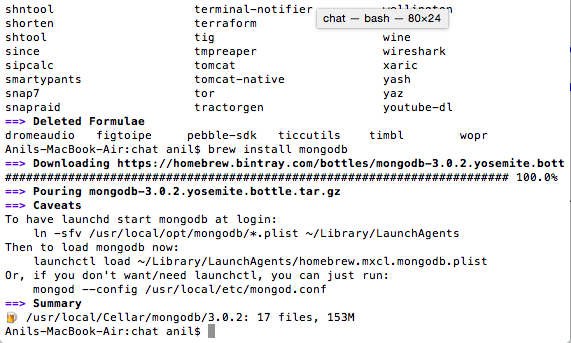 shntool terminal-notifier wellington
chat — bash — 80×24
shorten terraform
shtool tig wine
since tmpreaper wireshark
sipcalc tomcat xaric
smartypants tomcat-native yash
snap7 tor yaz
snapraid tractorgen youtube-dl
==> Deleted Formulae
dromeaudio figtoipe pebble-sdk ticcutils timbl wopr
Anils-MacBook-Air:chat anil$ brew install mongodb
==> Downloading https://homebrew.bintray.com/bottles/mongodb-3.0.2.yosemite.bott
######################################################################## 100.0%
==> Pouring mongodb-3.0.2.yosemite.bottle.tar.gz
==> Caveats
To have launchd start mongodb at login:
    ln -sfv /usr/local/opt/mongodb/*.plist ~/Library/LaunchAgents
Then to load mongodb now:
    launchctl load ~/Library/LaunchAgents/homebrew.mxcl.mongodb.plist
Or, if you don't want/need launchctl, you can just run:
    mongod --config /usr/local/etc/mongod.conf
==> Summary
🍺  /usr/local/Cellar/mongodb/3.0.2: 17 files, 153M
Anils-MacBook-Air:chat anil$